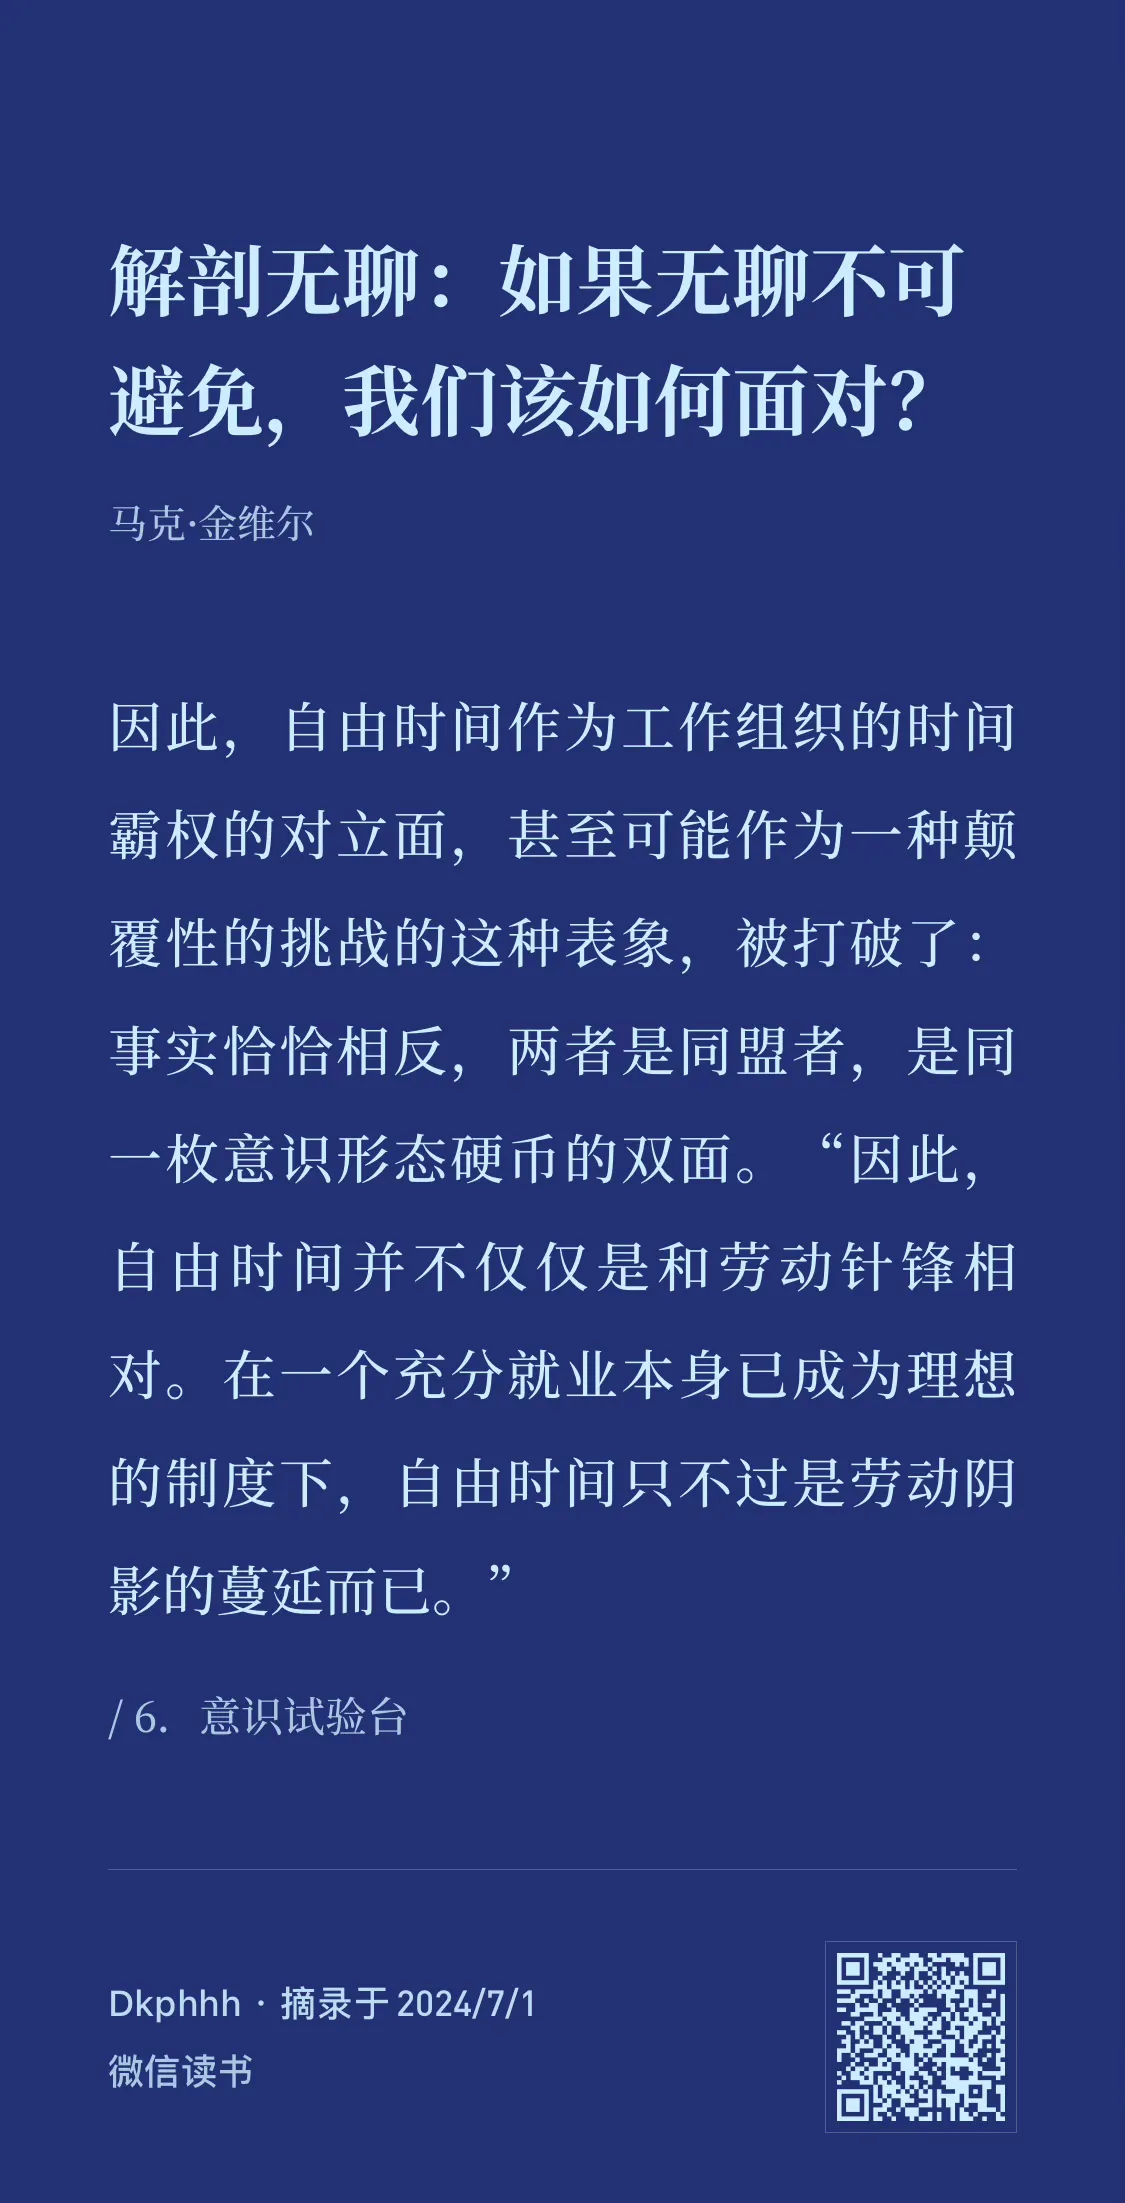 解剖无聊：如果无聊不可
避免，我们该如何面对？
马克·金维尔
因此，自由时间作为工作组织的时间
霸权的对立面，甚至可能作为一种颠
覆性的挑战的这种表象，被打破了：
事实恰恰相反，两者是同盟者，是同
一枚意识形态硬币的双面。“因此，
自由时间并不仅仅是和劳动针锋相
对。在一个充分就业本身已成为理想
的制度下，自由时间只不过是劳动阴
影的蔓延而已。”
/ 6. 意识试验台
Dkphhh · 摘录于 2024/7/1
微信读书